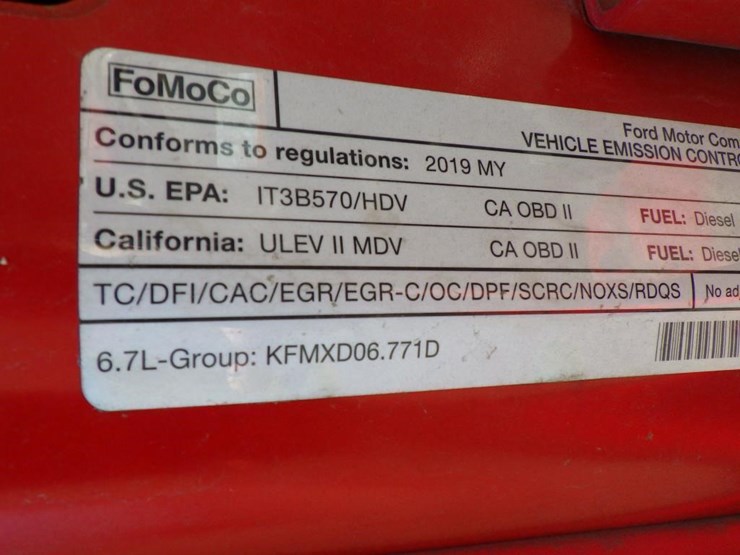 FoMoCo
Ford Motor Com
VEHICLE EMISSION CONTR
Conforms to regulations: 2019 MY
U.S. EPA: IT3B570/HDV CA OBD II FUEL: Diesel
California: ULEV II MDV CA OBD II FUEL: Diesel
TC/DFI/CAC/EGR/EGR-C/OC/DPF/SCRC/NOXS/RDQS No ad
6.7L-Group: KFMXD06.771D